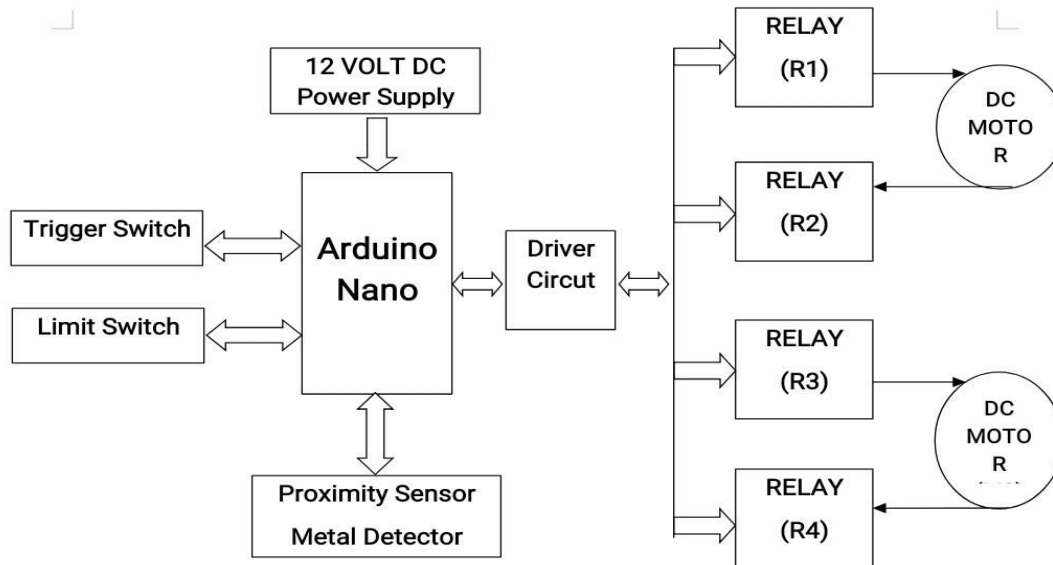 12 VOLT DC
Power Supply
Trigger Switch
Limit Switch
Arduino
Nano
Proximity Sensor
Metal Detector
Driver
Circut
RELAY
(R1)
RELAY
(R2)
DC
MOTO
R
RELAY
(R3)
RELAY
(R4)
DC
MOTO
R